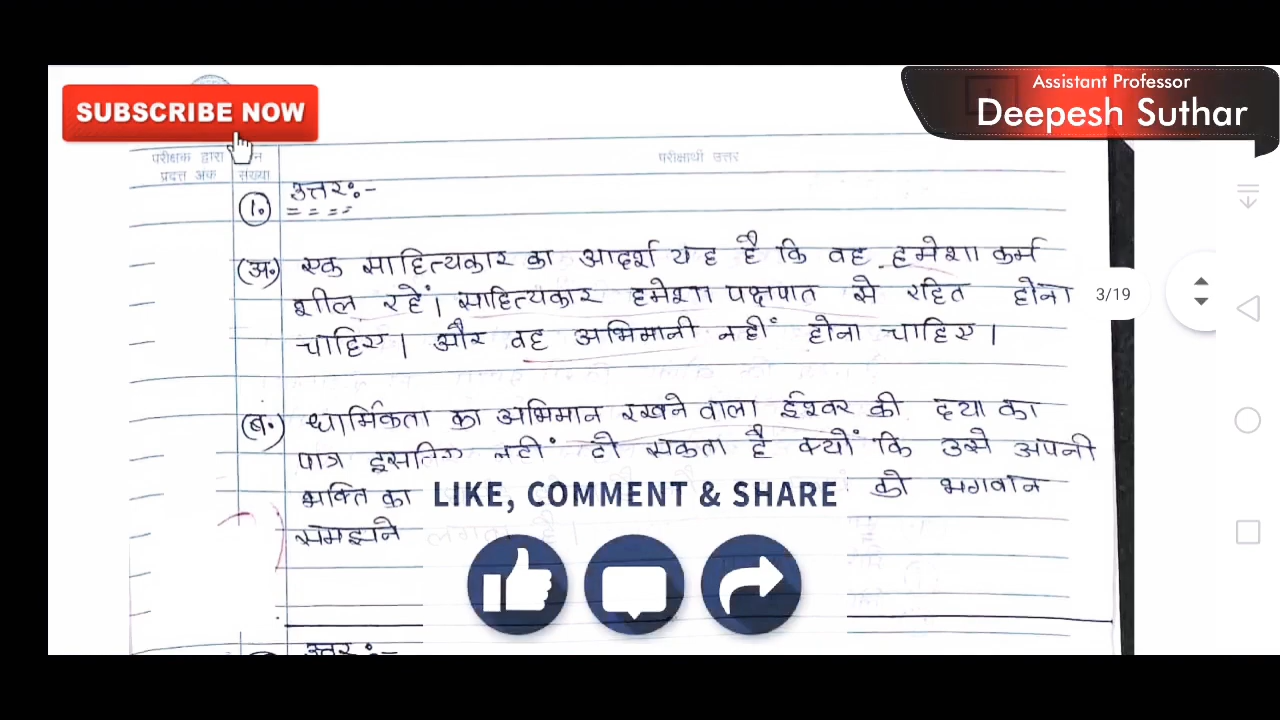 Assistant Professor
Deepesh Suthar
SUBSCRIBE NOW
परीक्षक द्वारा
प्रदत्त अंक
संख्या
परीक्षार्थी उत्तर
1. उत्तर:-
(अ.) एक साहित्यकार का आदर्श यह है कि वह हमेशा कर्म
शील रहें। साहित्यकार हमेशा पक्षपात से रहित होना
चाहिए। और वह अभिमानी नहीं होना चाहिए।
3/19
(ब.) धार्मिकता का अभिमान रखने वाला ईश्वर की दया का
पात्र नहीं हो सकता है क्यों कि उसे अपनी
भक्ति का को भगवान
समझने लगता है।
LIKE, COMMENT & SHARE
उत्तर:-